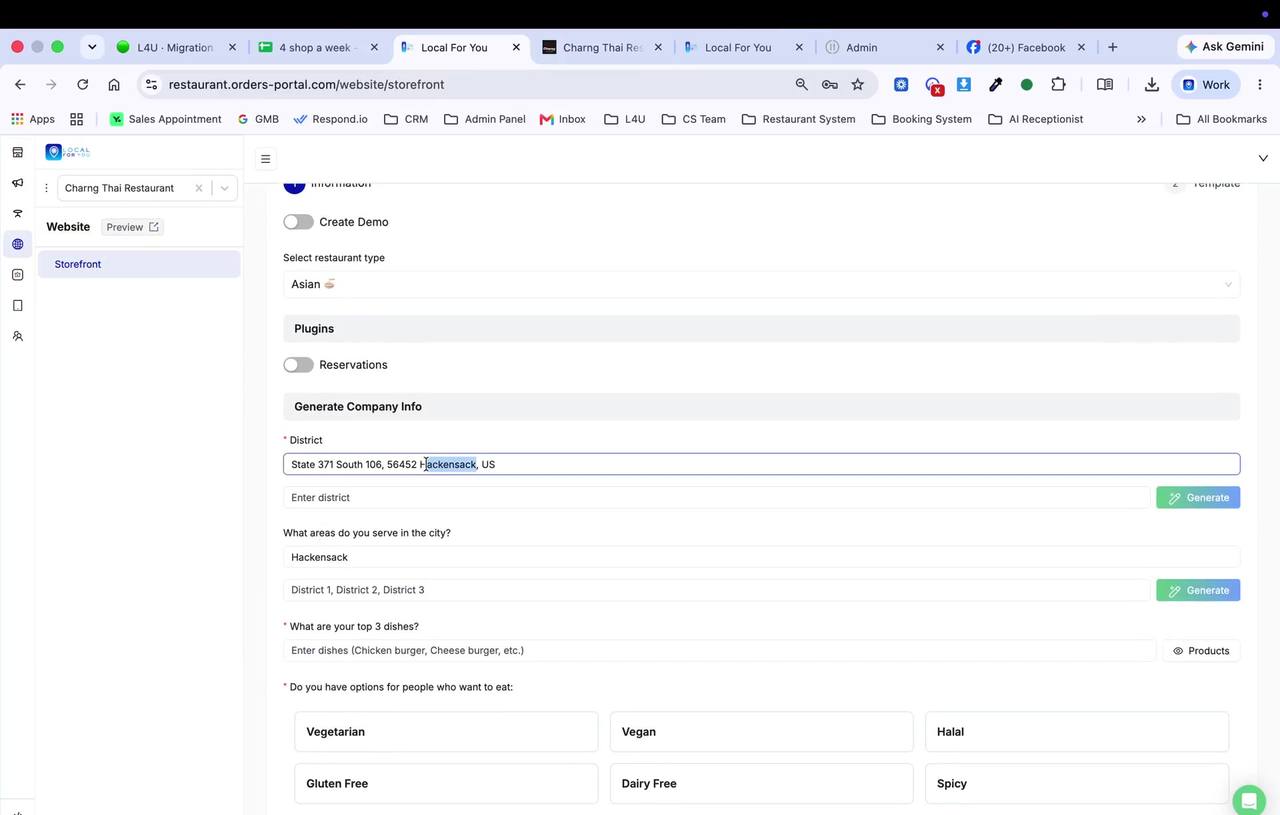 L4U · Migration
4 shop a week -
Local For You
Charng Thai Res
Local For You
Admin
(20+) Facebook
Ask Gemini
restaurant.orders-portal.com/website/storefront
Work
Apps
Sales Appointment
GMB
Respond.io
CRM
Admin Panel
Inbox
L4U
CS Team
Restaurant System
Booking System
AI Receptionist
All Bookmarks
LOCAL
FOR YOU
Charng Thai Restaurant
Website
Preview
Storefront
1 Information
2 Template
Create Demo
Select restaurant type
Asian 🍜
Plugins
Reservations
Generate Company Info
* District
State 371 South 106, 56452 Hackensack, US
Enter district
Generate
What areas do you serve in the city?
Hackensack
District 1, District 2, District 3
Generate
* What are your top 3 dishes?
Enter dishes (Chicken burger, Cheese burger, etc.)
Products
* Do you have options for people who want to eat:
Vegetarian
Vegan
Halal
Gluten Free
Dairy Free
Spicy